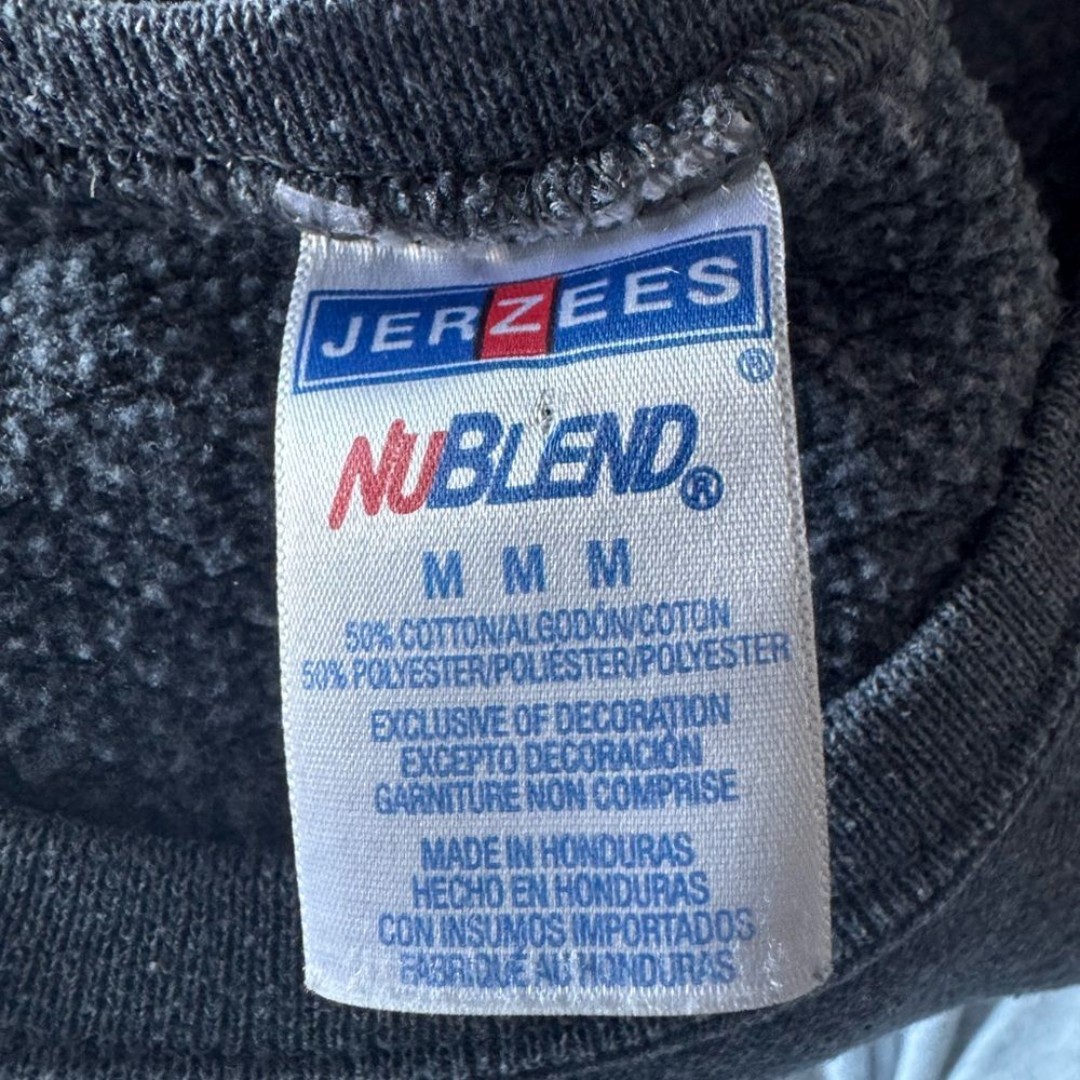 JERZEES®
NUBLEND®
M M M
50% COTTON/ALGODÓN/COTON
50% POLYESTER/POLIÉSTER/POLYESTER
EXCLUSIVE OF DECORATION
EXCEPTO DECORACIÓN
GARNITURE NON COMPRISE
MADE IN HONDURAS
HECHO EN HONDURAS
CON INSUMOS IMPORTADOS
FABRIQUÉ AU HONDURAS